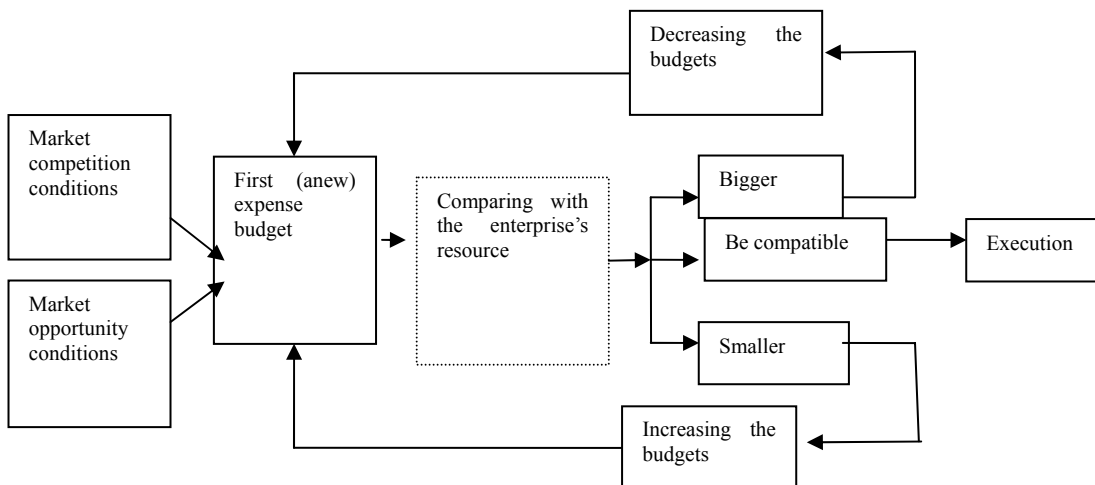 Decreasing the
budgets
Market
competition
conditions
First (anew)
expense
budget
Comparing with
the enterprise’s
resource
Bigger
Be compatible
Execution
Market
opportunity
conditions
Smaller
Increasing the
budgets